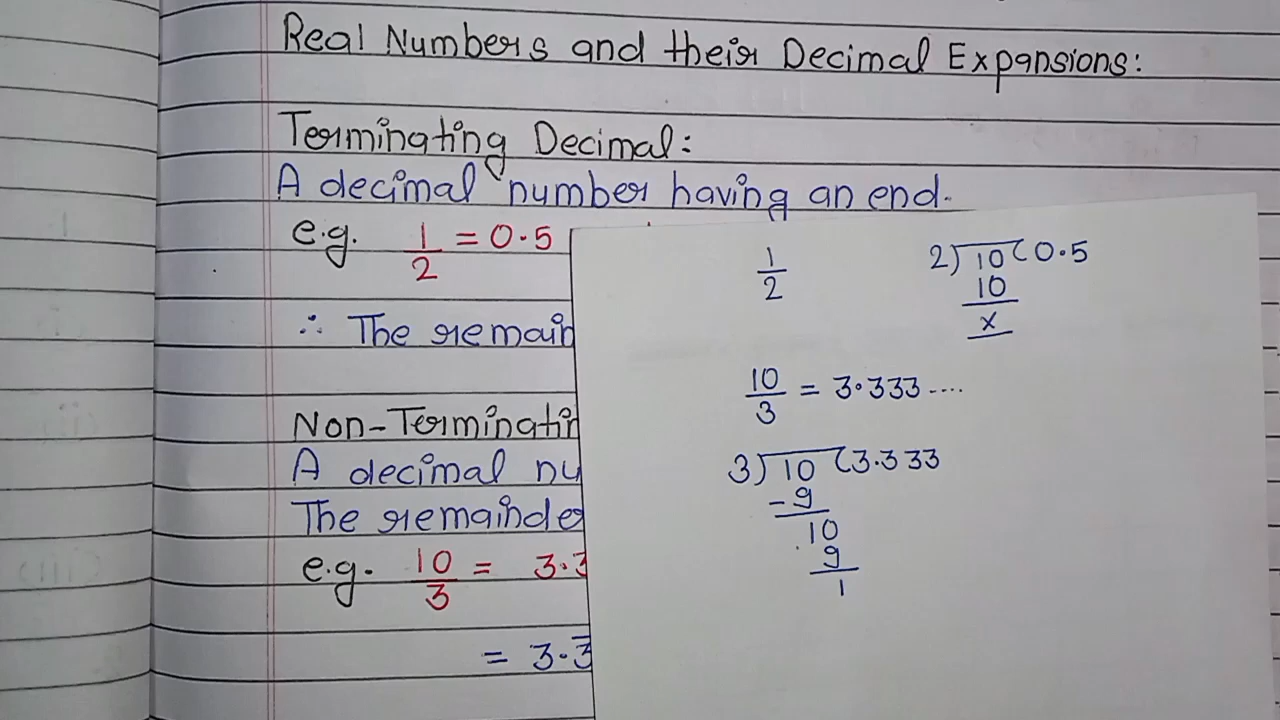 Real Numbers and their Decimal Expansions:
Terminating Decimal:
A decimal number having an end.
e.g. 1/2 = 0.5
∴ The remain
Non-Terminatin
A decimal nu
The remainde
e.g. 10/3 = 3.3
= 3.3
1/2
2) 10 ( 0.5
10
x
10/3 = 3.333....
3) 10 ( 3.333
-9
10
9
1